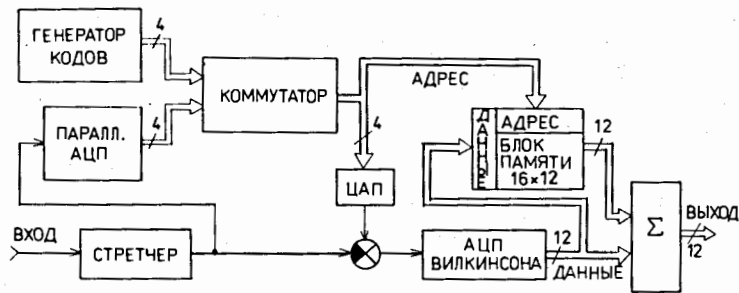 ГЕНЕРАТОР
КОДОВ
4
ПАРАЛЛ.
АЦП
4
КОММУТАТОР
АДРЕС
4
ЦАП
ДАННЫЕ
АДРЕС
БЛОК
ПАМЯТИ
16×12
12
ВХОД
СТРЕТЧЕР
АЦП
ВИЛКИНСОНА
12
ДАННЫЕ
Σ
ВЫХОД
12